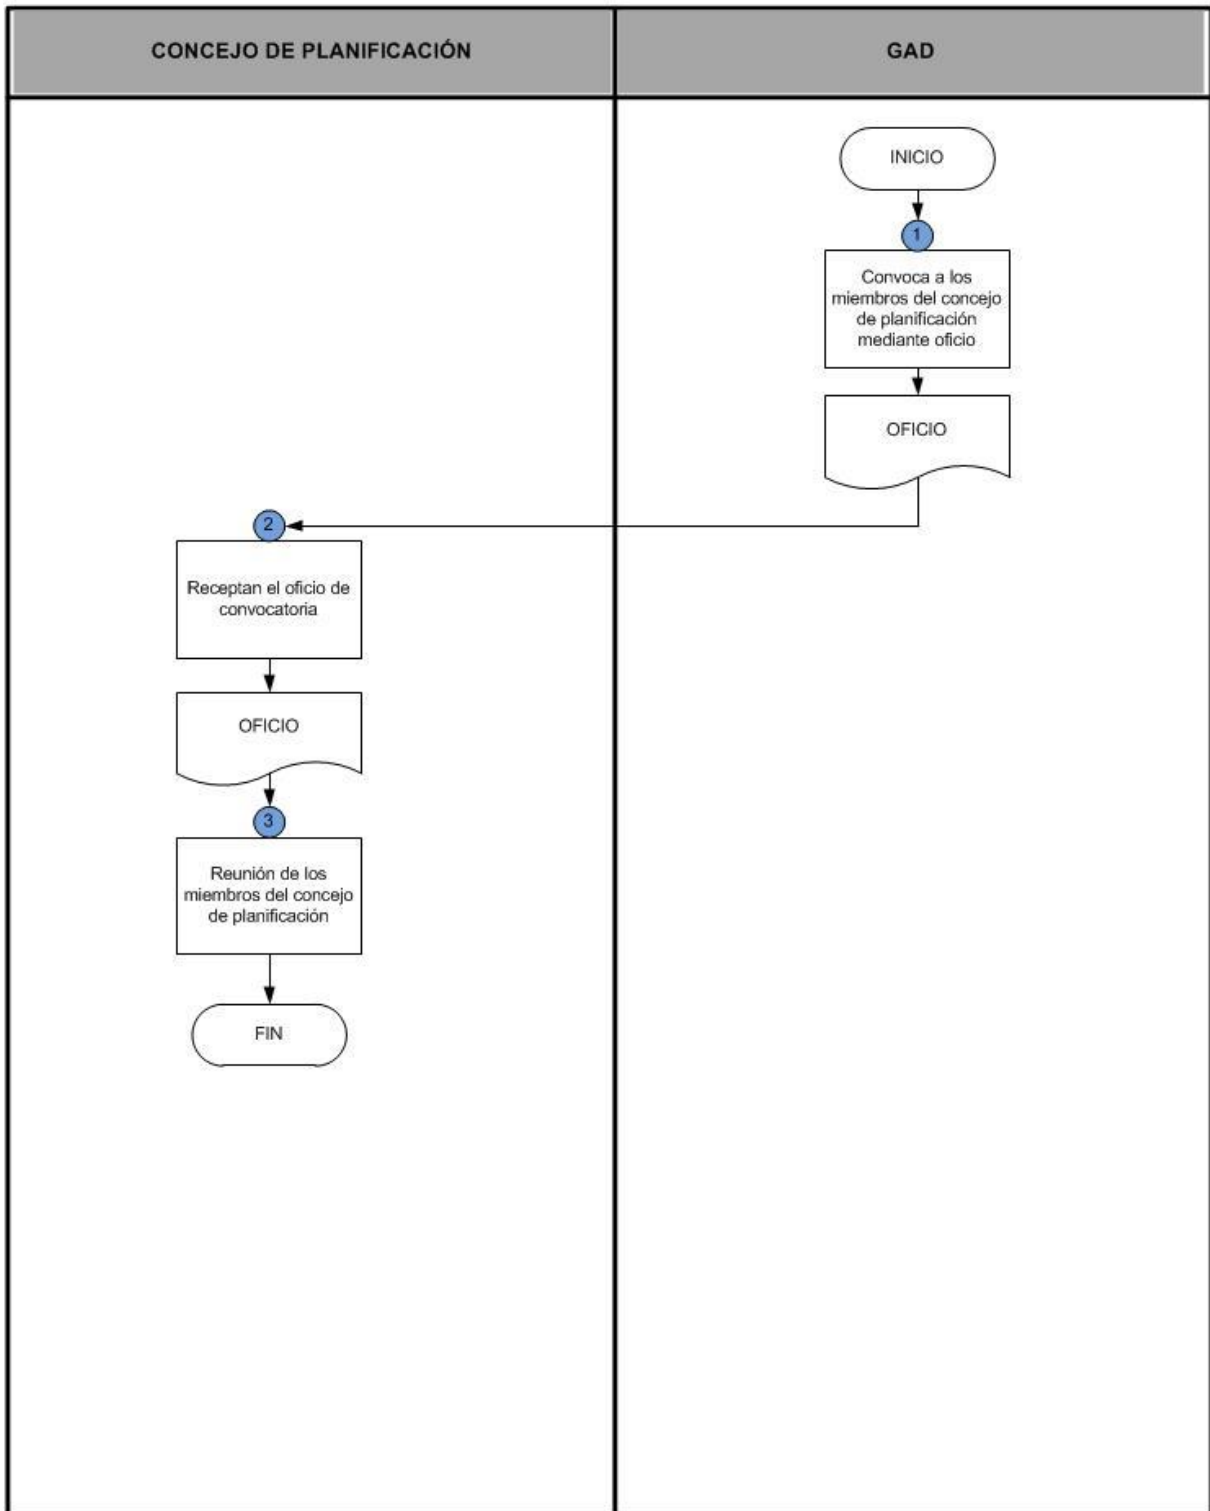 CONCEJO DE PLANIFICACIÓN
GAD
INICIO
1
Convoca a los
miembros del concejo
de planificación
mediante oficio
OFICIO
2
Receptan el oficio de
convocatoria
OFICIO
3
Reunión de los
miembros del concejo
de planificación
FIN